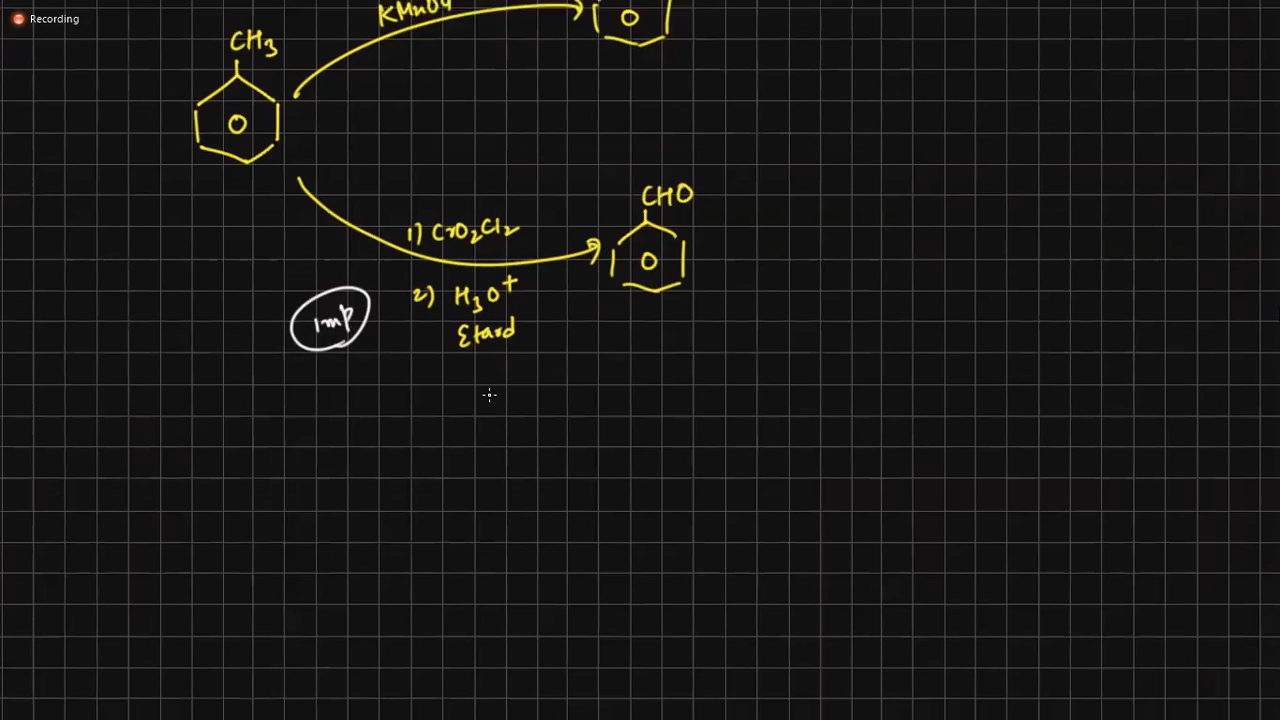 Recording
KMnO4
CH3
CHO
1) CrO2Cl2
2) H3O+
Etard
Imp